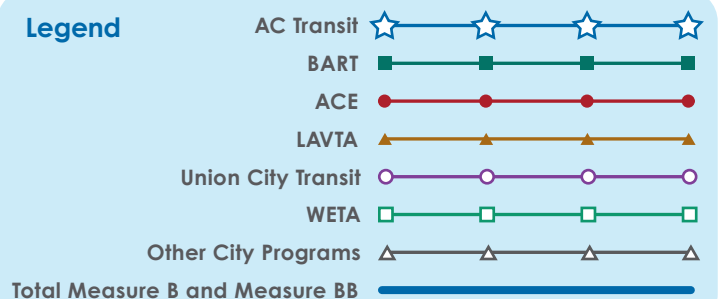 Legend
AC Transit
BART
ACE
LAVTA
Union City Transit
WETA
Other City Programs
Total Measure B and Measure BB